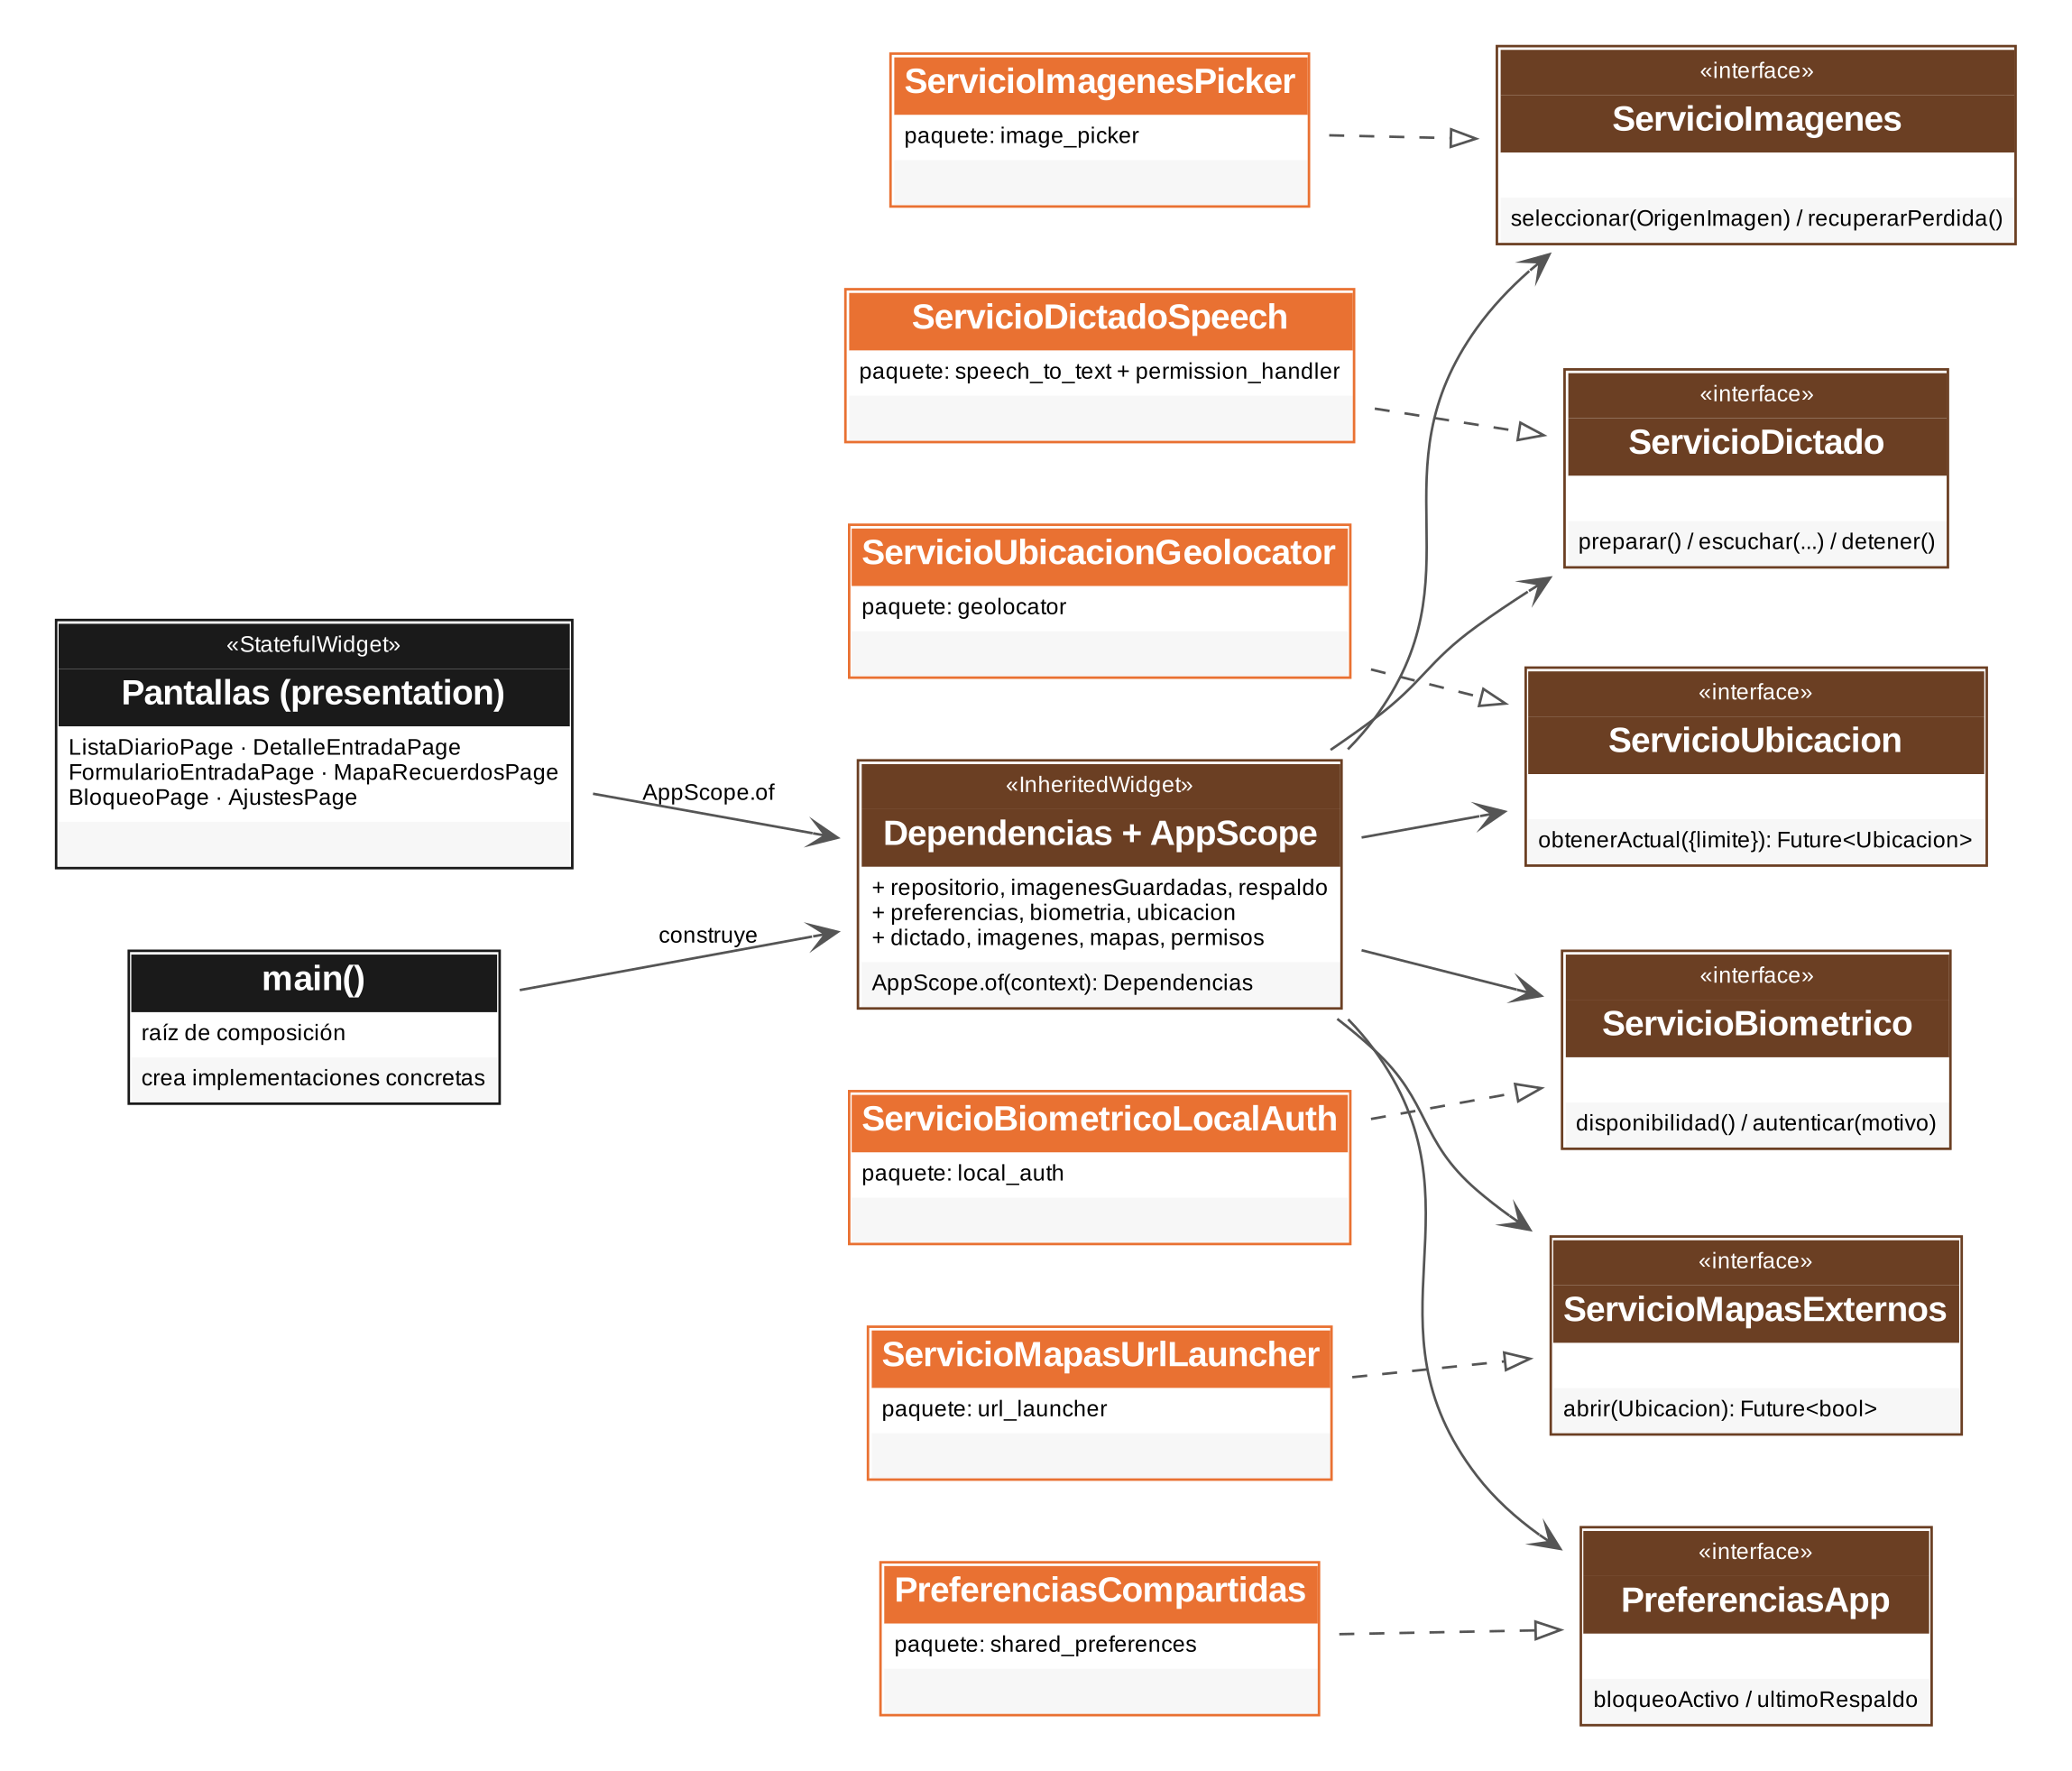 ServicioImagenesPicker
paquete: image_picker
«interface»
ServicioImagenes
seleccionar(OrigenImagen) / recuperarPerdida()
ServicioDictadoSpeech
paquete: speech_to_text + permission_handler
«interface»
ServicioDictado
preparar() / escuchar(...) / detener()
ServicioUbicacionGeolocator
paquete: geolocator
«interface»
ServicioUbicacion
obtenerActual({limite}): Future<Ubicacion>
«StatefulWidget»
Pantallas (presentation)
ListaDiarioPage · DetalleEntradaPage
FormularioEntradaPage · MapaRecuerdosPage
BloqueoPage · AjustesPage
AppScope.of
main()
raíz de composición
crea implementaciones concretas
construye
«InheritedWidget»
Dependencias + AppScope
+ repositorio, imagenesGuardadas, respaldo
+ preferencias, biometria, ubicacion
+ dictado, imagenes, mapas, permisos
AppScope.of(context): Dependencias
«interface»
ServicioBiometrico
disponibilidad() / autenticar(motivo)
ServicioBiometricoLocalAuth
paquete: local_auth
«interface»
ServicioMapasExternos
abrir(Ubicacion): Future<bool>
ServicioMapasUrlLauncher
paquete: url_launcher
PreferenciasCompartidas
paquete: shared_preferences
«interface»
PreferenciasApp
bloqueoActivo / ultimoRespaldo